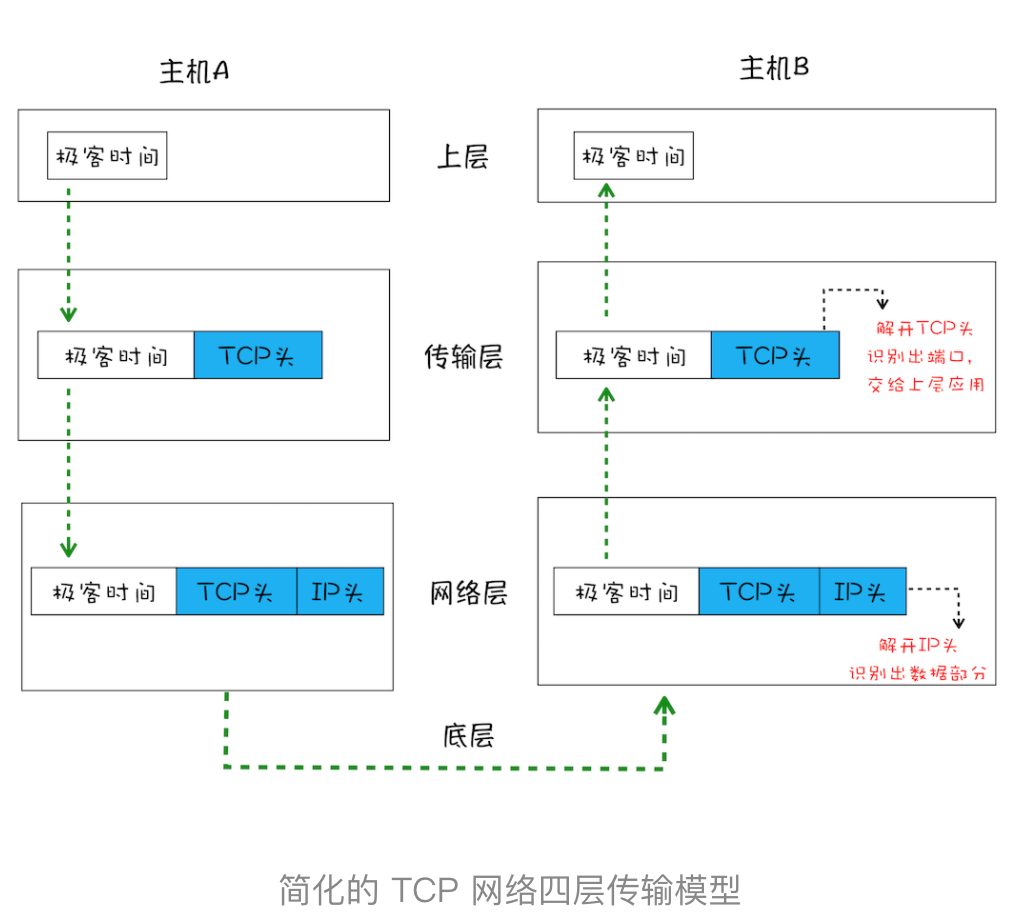 主机A
主机B
极客时间
上层
极客时间
极客时间
TCP头
传输层
极客时间
TCP头
解开TCP头
识别出端口,
交给上层应用
极客时间
TCP头
IP头
网络层
极客时间
TCP头
IP头
解开IP头
识别出数据部分
底层
简化的 TCP 网络四层传输模型